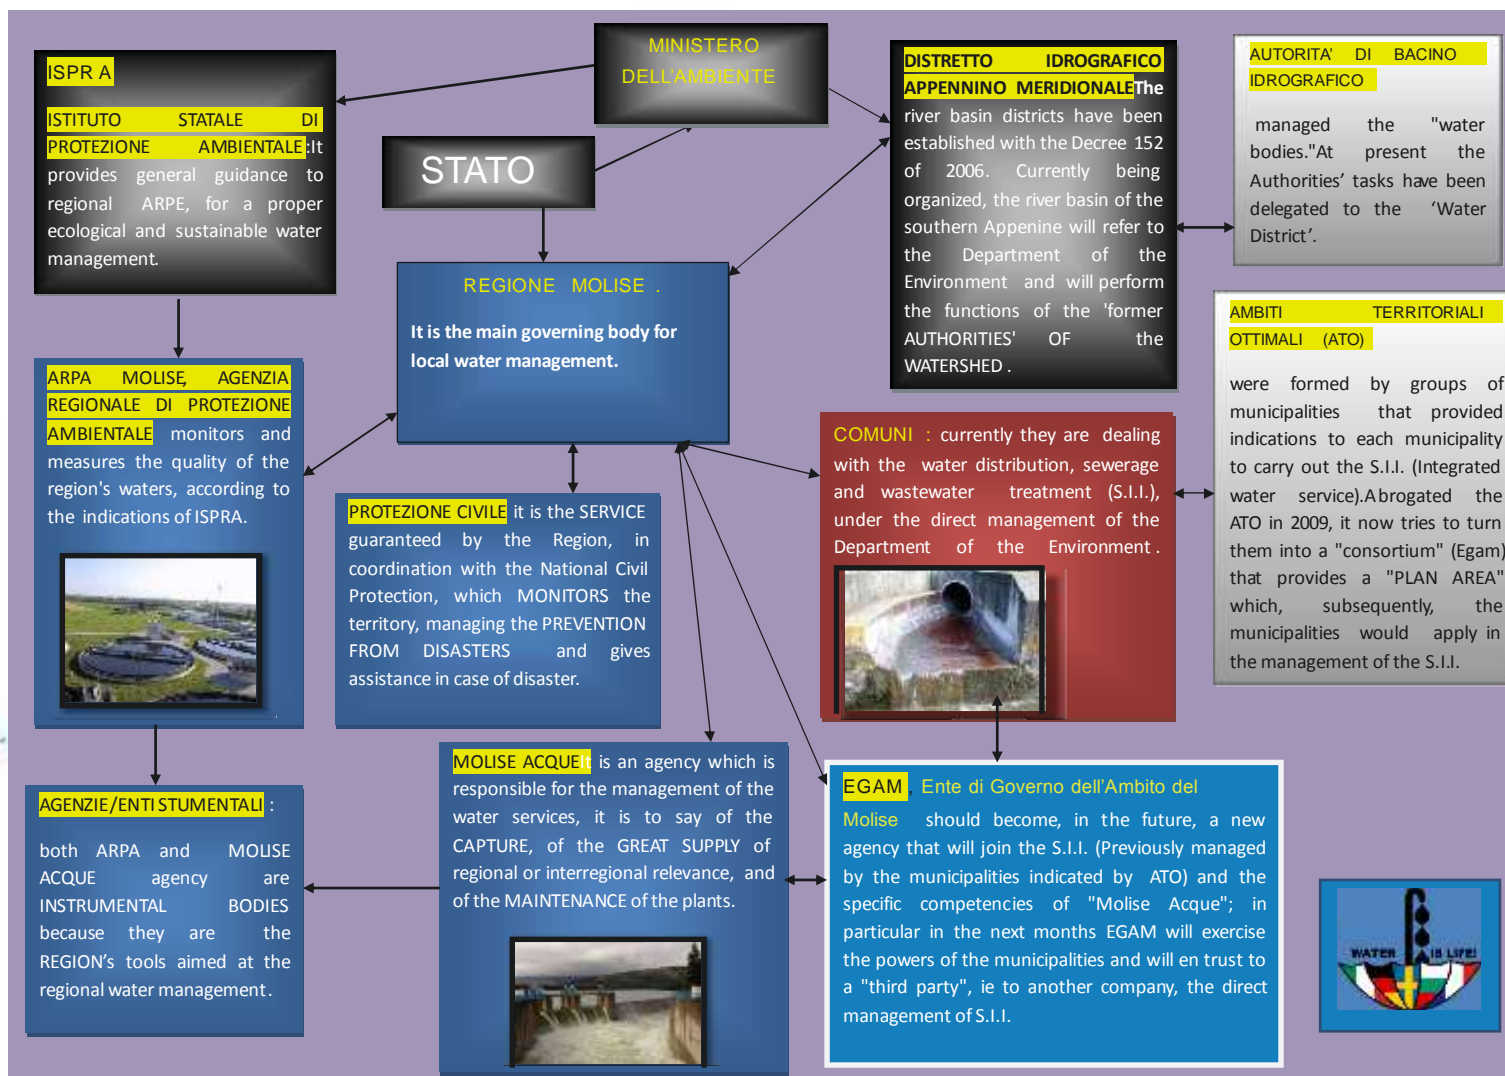 MINISTERO
DELL'AMBIENTE
STATO
ISPR A
ISTITUTO STATALE DI
PROTEZIONE AMBIENTALE :It
provides general guidance to
regional ARPE, for a proper
ecological and sustainable water
management.
DISTRETTO IDROGRAFICO
APPENNINO MERIDIONALEThe
river basin districts have been
established with the Decree 152
of 2006. Currently being
organized, the river basin of the
southern Appenine will refer to
the Department of the
Environment and will perform
the functions of the 'former
AUTHORITIES' OF the
WATERSHED .
AUTORITA' DI BACINO
IDROGRAFICO
managed the "water
bodies."At present the
Authorities' tasks have been
delegated to the 'Water
District'.
REGIONE MOLISE .
It is the main governing body for
local water management.
AMBITI TERRITORIALI
OTTIMALI (ATO)
were formed by groups of
municipalities that provided
indications to each municipality
to carry out the S.I.I. (Integrated
water service).Abrogated the
ATO in 2009, it now tries to turn
them into a "consortium" (Egam)
that provides a "PLAN AREA"
which, subsequently, the
municipalities would apply in
the management of the S.I.I.
ARPA MOLISE, AGENZIA
REGIONALE DI PROTEZIONE
AMBIENTALE monitors and
measures the quality of the
region's waters, according to
the indications of ISPRA.
PROTEZIONE CIVILE it is the SERVICE
guaranteed by the Region, in
coordination with the National Civil
Protection, which MONITORS the
territory, managing the PREVENTION
FROM DISASTERS and gives
assistance in case of disaster.
COMUNI : currently they are dealing
with the water distribution, sewerage
and wastewater treatment (S.I.I.),
under the direct management of the
Department of the Environment .
AGENZIE/ENTI STUMENTALI :
both ARPA and MOLISE
ACQUE agency are
INSTRUMENTAL BODIES
because they are the
REGION's tools aimed at the
regional water management.
MOLISE ACQUEIt is an agency which is
responsible for the management of the
water services, it is to say of the
CAPTURE, of the GREAT SUPPLY of
regional or interregional relevance, and
of the MAINTENANCE of the plants.
EGAM , Ente di Governo dell'Ambito del
Molise should become, in the future, a new
agency that will join the S.I.I. (Previously managed
by the municipalities indicated by ATO) and the
specific competencies of "Molise Acque"; in
particular in the next months EGAM will exercise
the powers of the municipalities and will en trust to
a "third party", ie to another company, the direct
management of S.I.I.
WATER IS LIFE!